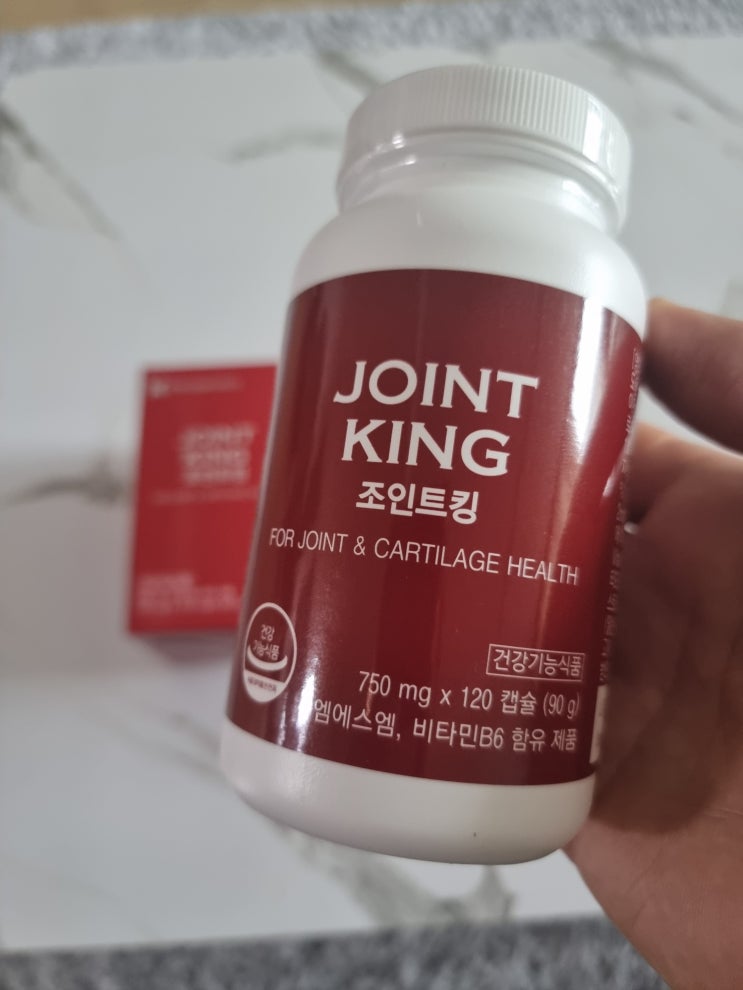 JOINT
KING
조인트킹
FOR JOINT & CARTILAGE HEALTH
건강
기능식품
건강기능식품
750 mg x 120 캡슐 (90 g)
엠에스엠, 비타민B6 함유 제품
JOINT
KING